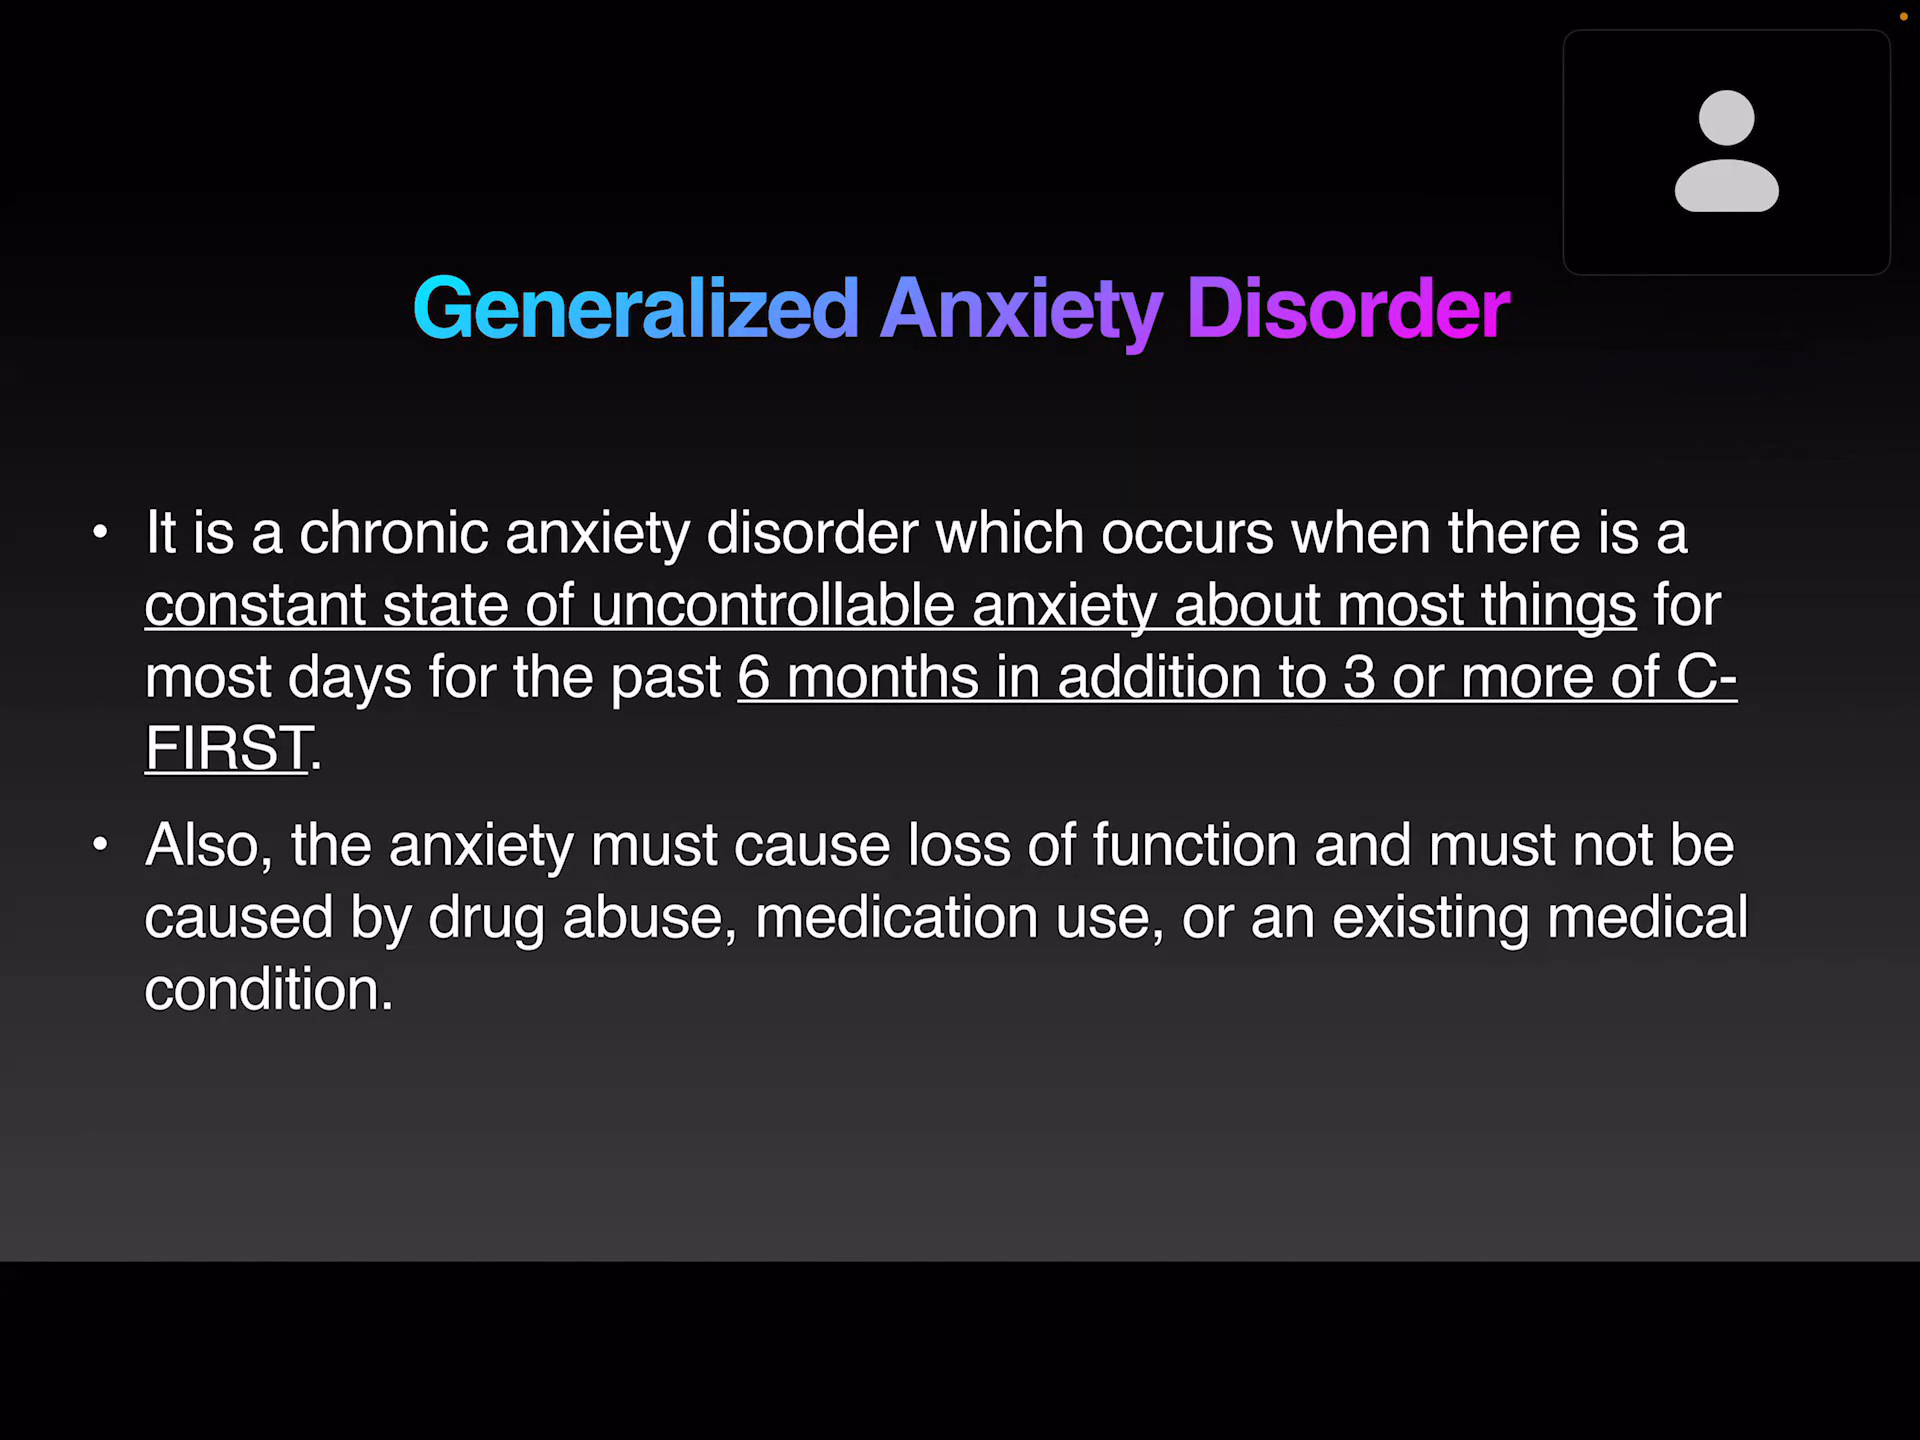 Generalized Anxiety Disorder
• It is a chronic anxiety disorder which occurs when there is a
constant state of uncontrollable anxiety about most things for
most days for the past 6 months in addition to 3 or more of C-
FIRST.
• Also, the anxiety must cause loss of function and must not be
caused by drug abuse, medication use, or an existing medical
condition.